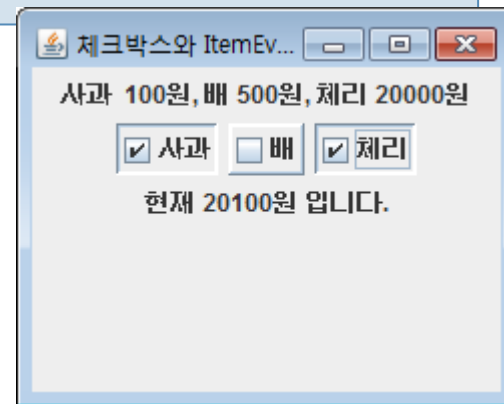 체크박스와 ItemEv...
사과 100원, 배 500원, 체리 20000원
사과 배 체리
현재 20100원 입니다.